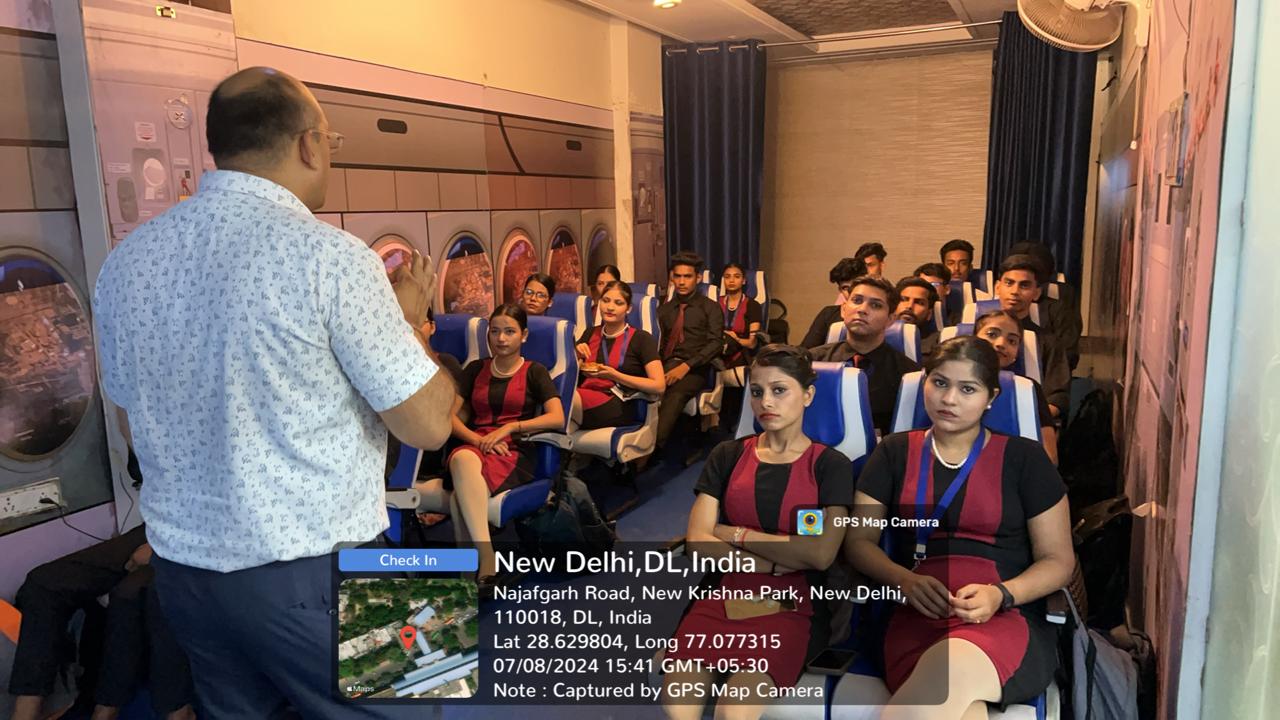 GPS Map Camera
Check In
New Delhi,DL,India
Najafgarh Road, New Krishna Park, New Delhi,
110018, DL, India
Lat 28.629804, Long 77.077315
07/08/2024 15:41 GMT+05:30
Note : Captured by GPS Map Camera
Maps